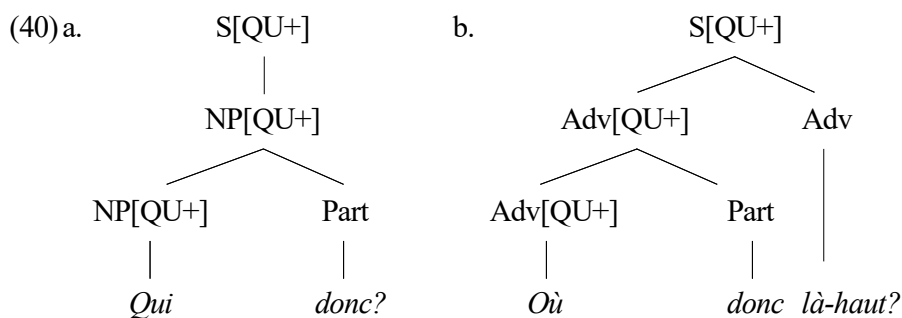 (40) a. S[QU+] b. S[QU+]
NP[QU+] Adv[QU+] Adv
NP[QU+] Part Adv[QU+] Part
Qui donc? Où donc là-haut?